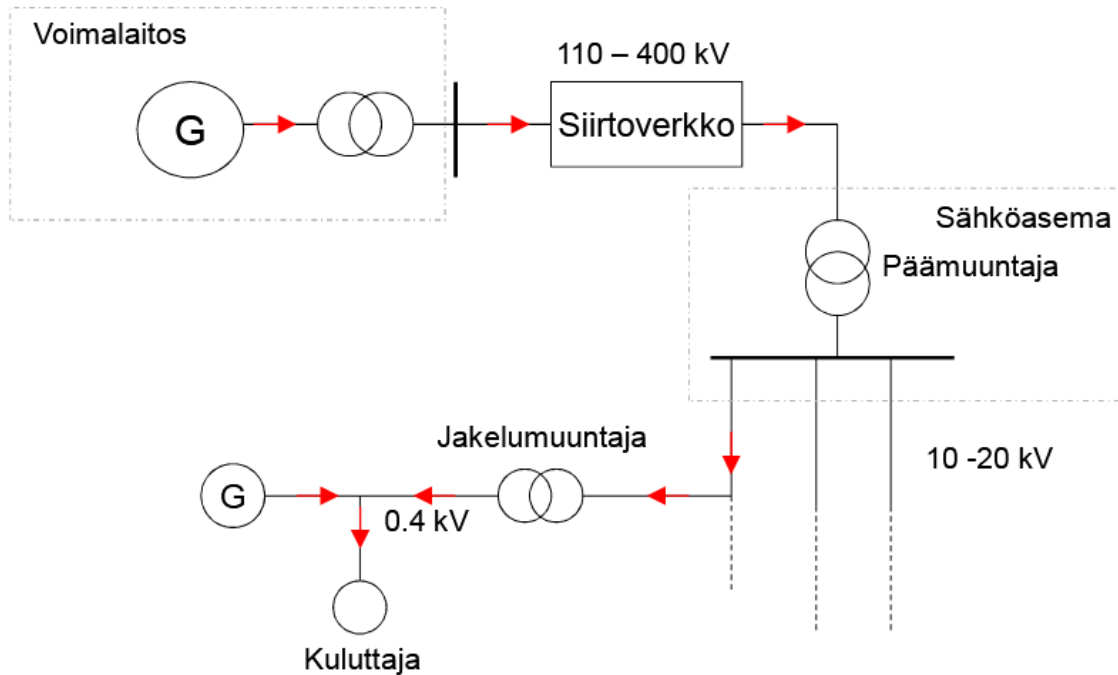 Voimalaitos
110 – 400 kV
G
Siirtoverkko
Sähköasema
Päämuuntaja
Jakelumuuntaja
10 -20 kV
G
0.4 kV
Kuluttaja